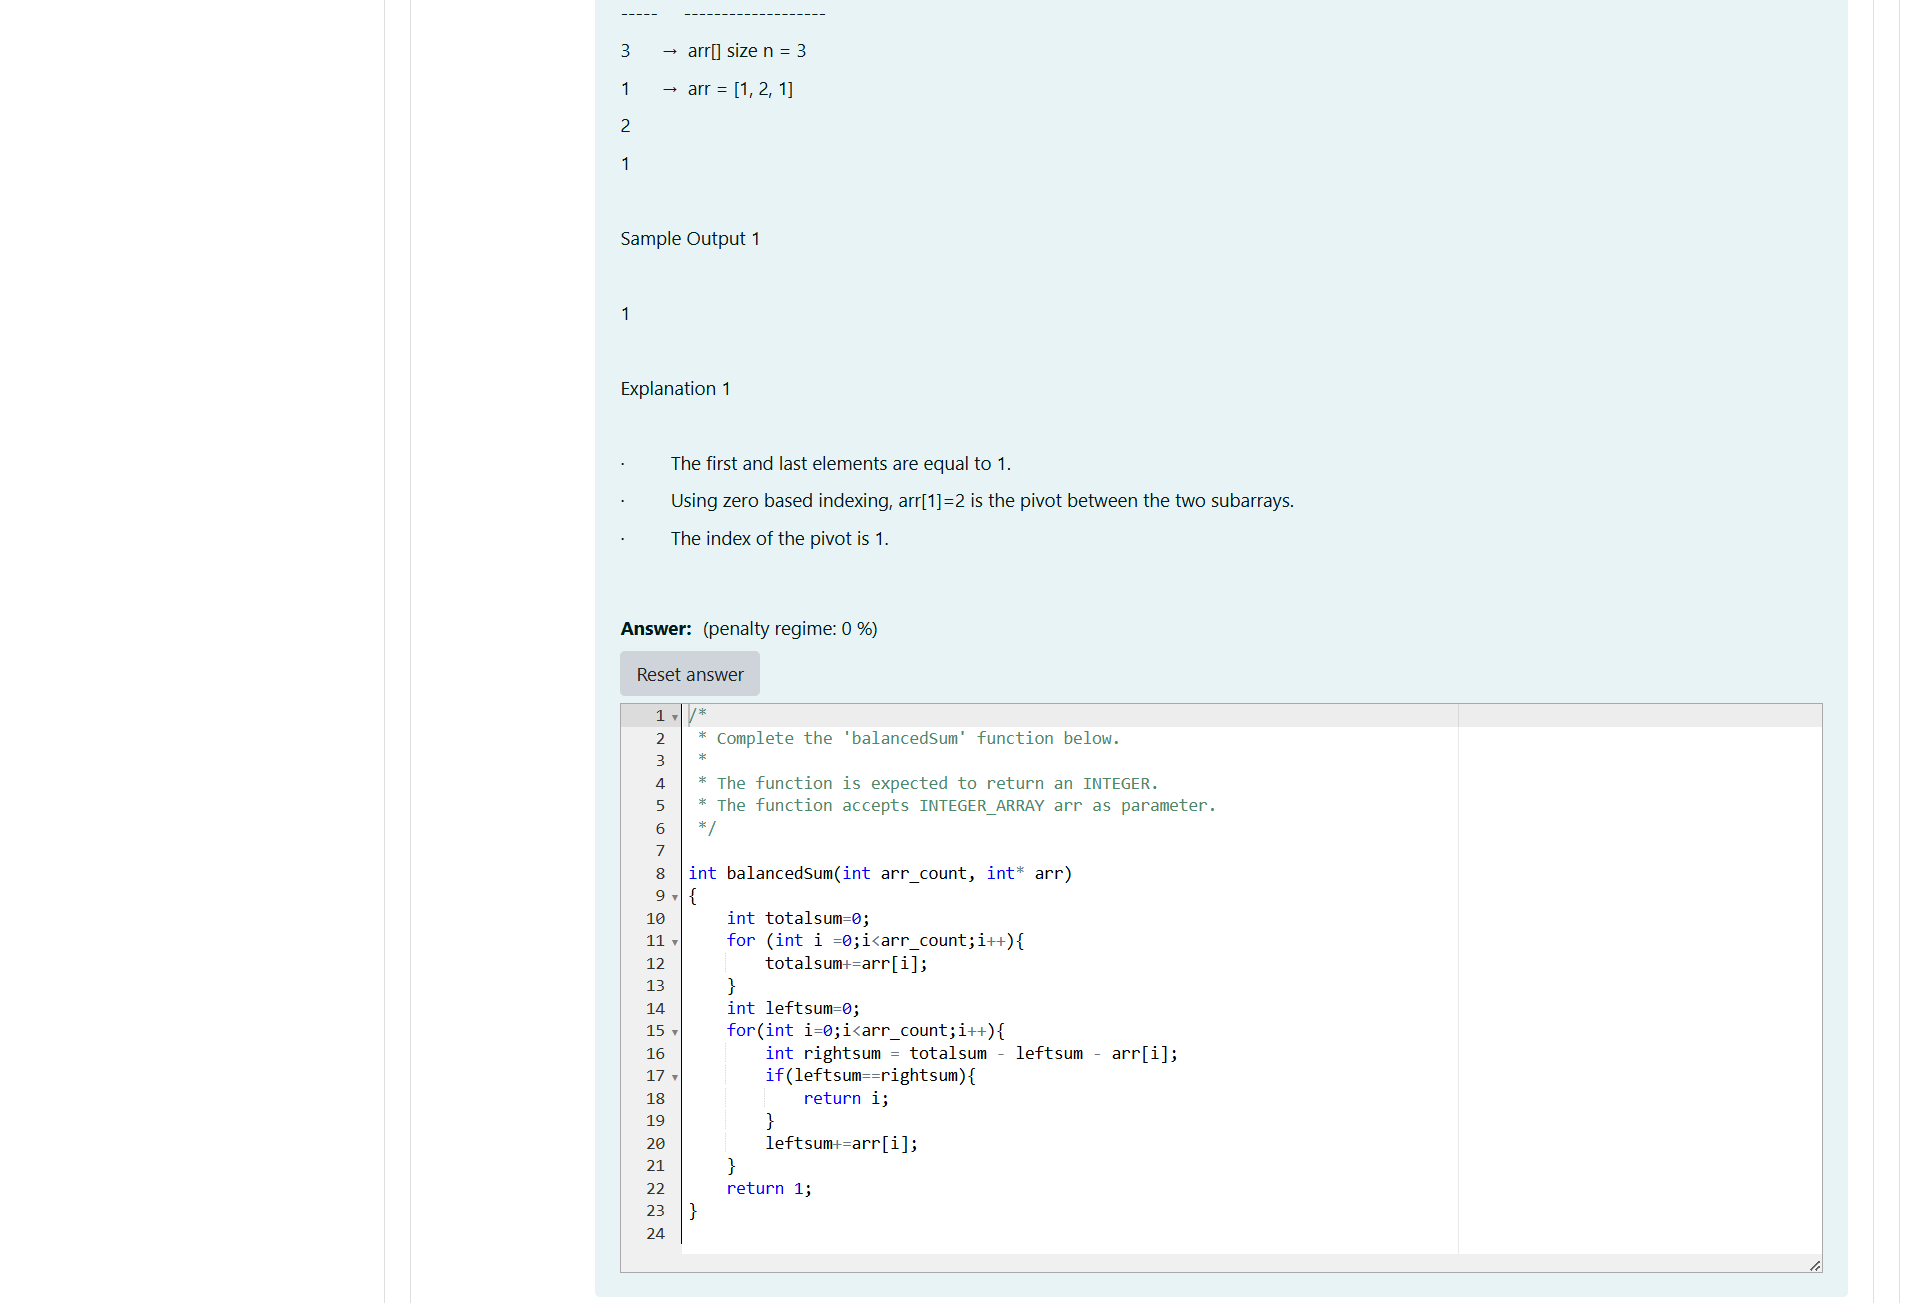 ----- -------------------
3 → arr[] size n = 3
1 → arr = [1, 2, 1]
2
1
Sample Output 1
1
Explanation 1
· The first and last elements are equal to 1.
· Using zero based indexing, arr[1]=2 is the pivot between the two subarrays.
· The index of the pivot is 1.
Answer: (penalty regime: 0 %)
Reset answer
1 /*
2  * Complete the 'balancedSum' function below.
3  *
4  * The function is expected to return an INTEGER.
5  * The function accepts INTEGER_ARRAY arr as parameter.
6  */
7
8 int balancedSum(int arr_count, int* arr)
9 {
10     int totalsum=0;
11     for (int i =0;i<arr_count;i++){
12         totalsum+=arr[i];
13     }
14     int leftsum=0;
15     for(int i=0;i<arr_count;i++){
16         int rightsum = totalsum - leftsum - arr[i];
17         if(leftsum==rightsum){
18             return i;
19         }
20         leftsum+=arr[i];
21     }
22     return 1;
23 }
24